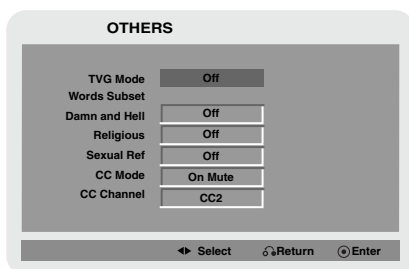 OTHERS
TVG Mode Off
Words Subset
Damn and Hell Off
Religious Off
Sexual Ref Off
CC Mode On Mute
CC Channel CC2
Select Return Enter